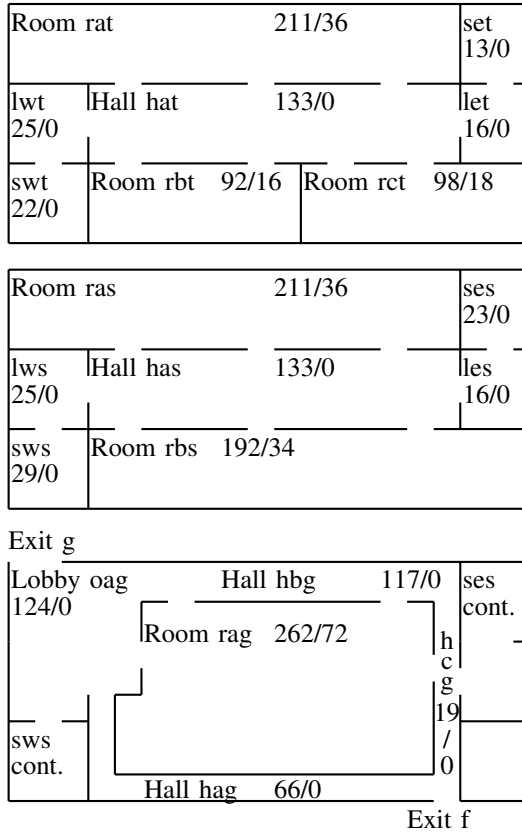 Room rat 211/36 set
13/0
lwt Hall hat 133/0 let
25/0 16/0
swt Room rbt 92/16 Room rct 98/18
22/0
Room ras 211/36 ses
23/0
lws Hall has 133/0 les
25/0 16/0
sws Room rbs 192/34
29/0
Exit g
Lobby oag Hall hbg 117/0 ses
124/0 cont.
Room rag 262/72 h
c
g
19
sws /
cont. 0
Hall hag 66/0
Exit f